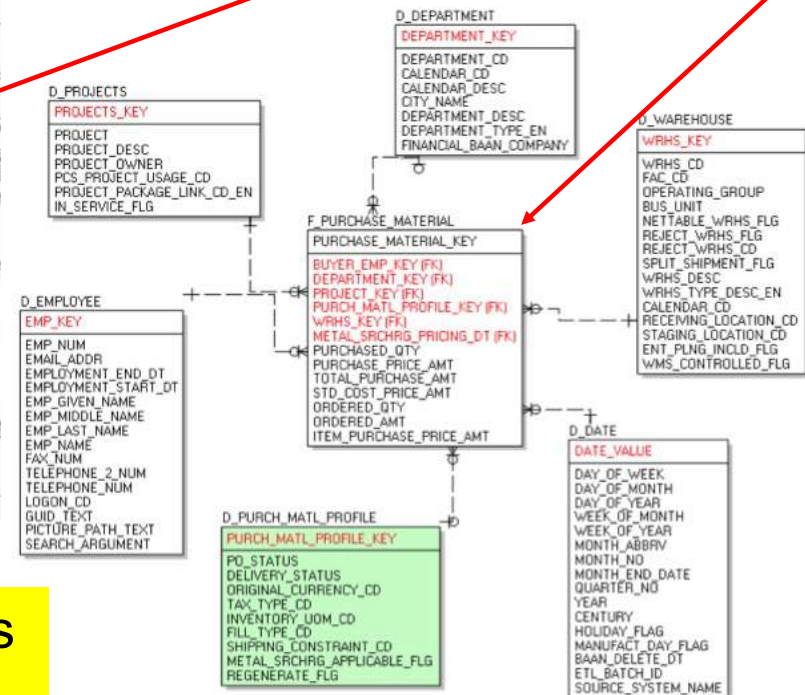 D_DEPARTMENT
DEPARTMENT_KEY
DEPARTMENT_CD
CALENDAR_CD
CALENDAR_DESC
CITY_NAME
DEPARTMENT_DESC
DEPARTMENT_TYPE_EN
FINANCIAL_BAAN_COMPANY
D_PROJECTS
PROJECTS_KEY
PROJECT
PROJECT_DESC
PROJECT_OWNER
PCS_PROJECT_USAGE_CD
PROJECT_PACKAGE_LINK_CD_EN
IN_SERVICE_FLG
D_WAREHOUSE
WRHS_KEY
WRHS_CD
FAC_CD
OPERATING_GROUP
BUS_UNIT
NETTABLE_WRHS_FLG
REJECT_WRHS_FLG
REJECT_WRHS_CD
SPLIT_SHIPMENT_FLG
WRHS_DESC
WRHS_TYPE_DESC_EN
CALENDAR_CD
RECEIVING_LOCATION_CD
STAGING_LOCATION_CD
ENT_PLNG_INCLD_FLG
WMS_CONTROLLED_FLG
F_PURCHASE_MATERIAL
PURCHASE_MATERIAL_KEY
BUYER_EMP_KEY (FK)
DEPARTMENT_KEY (FK)
PROJECT_KEY (FK)
PURCH_MATL_PROFILE_KEY (FK)
WRHS_KEY (FK)
METAL_SRCHRG_PRICING_DT (FK)
PURCHASED_QTY
PURCHASE_PRICE_AMT
TOTAL_PURCHASE_AMT
STD_COST_PRICE_AMT
ORDERED_QTY
ORDERED_AMT
ITEM_PURCHASE_PRICE_AMT
D_EMPLOYEE
EMP_KEY
EMP_NUM
EMAIL_ADDR
EMPLOYMENT_END_DT
EMPLOYMENT_START_DT
EMP_GIVEN_NAME
EMP_MIDDLE_NAME
EMP_LAST_NAME
EMP_NAME
FAX_NUM
TELEPHONE_2_NUM
TELEPHONE_NUM
LOGON_CD
GUID_TEXT
PICTURE_PATH_TEXT
SEARCH_ARGUMENT
D_DATE
DATE_VALUE
DAY_OF_WEEK
DAY_OF_MONTH
DAY_OF_YEAR
WEEK_OF_MONTH
WEEK_OF_YEAR
MONTH_ABBRV
MONTH_NO
MONTH_END_DATE
QUARTER_NO
YEAR
CENTURY
HOLIDAY_FLAG
MANUFACT_DAY_FLAG
BAAN_DELETE_DT
ETL_BATCH_ID
SOURCE_SYSTEM_NAME
D_PURCH_MATL_PROFILE
PURCH_MATL_PROFILE_KEY
PO_STATUS
DELIVERY_STATUS
ORIGINAL_CURRENCY_CD
TAX_TYPE_CD
INVENTORY_UOM_CD
FILL_TYPE_CD
SHIPPING_CONSTRAINT_CD
METAL_SRCHRG_APPLICABLE_FLG
REGENERATE_FLG
s